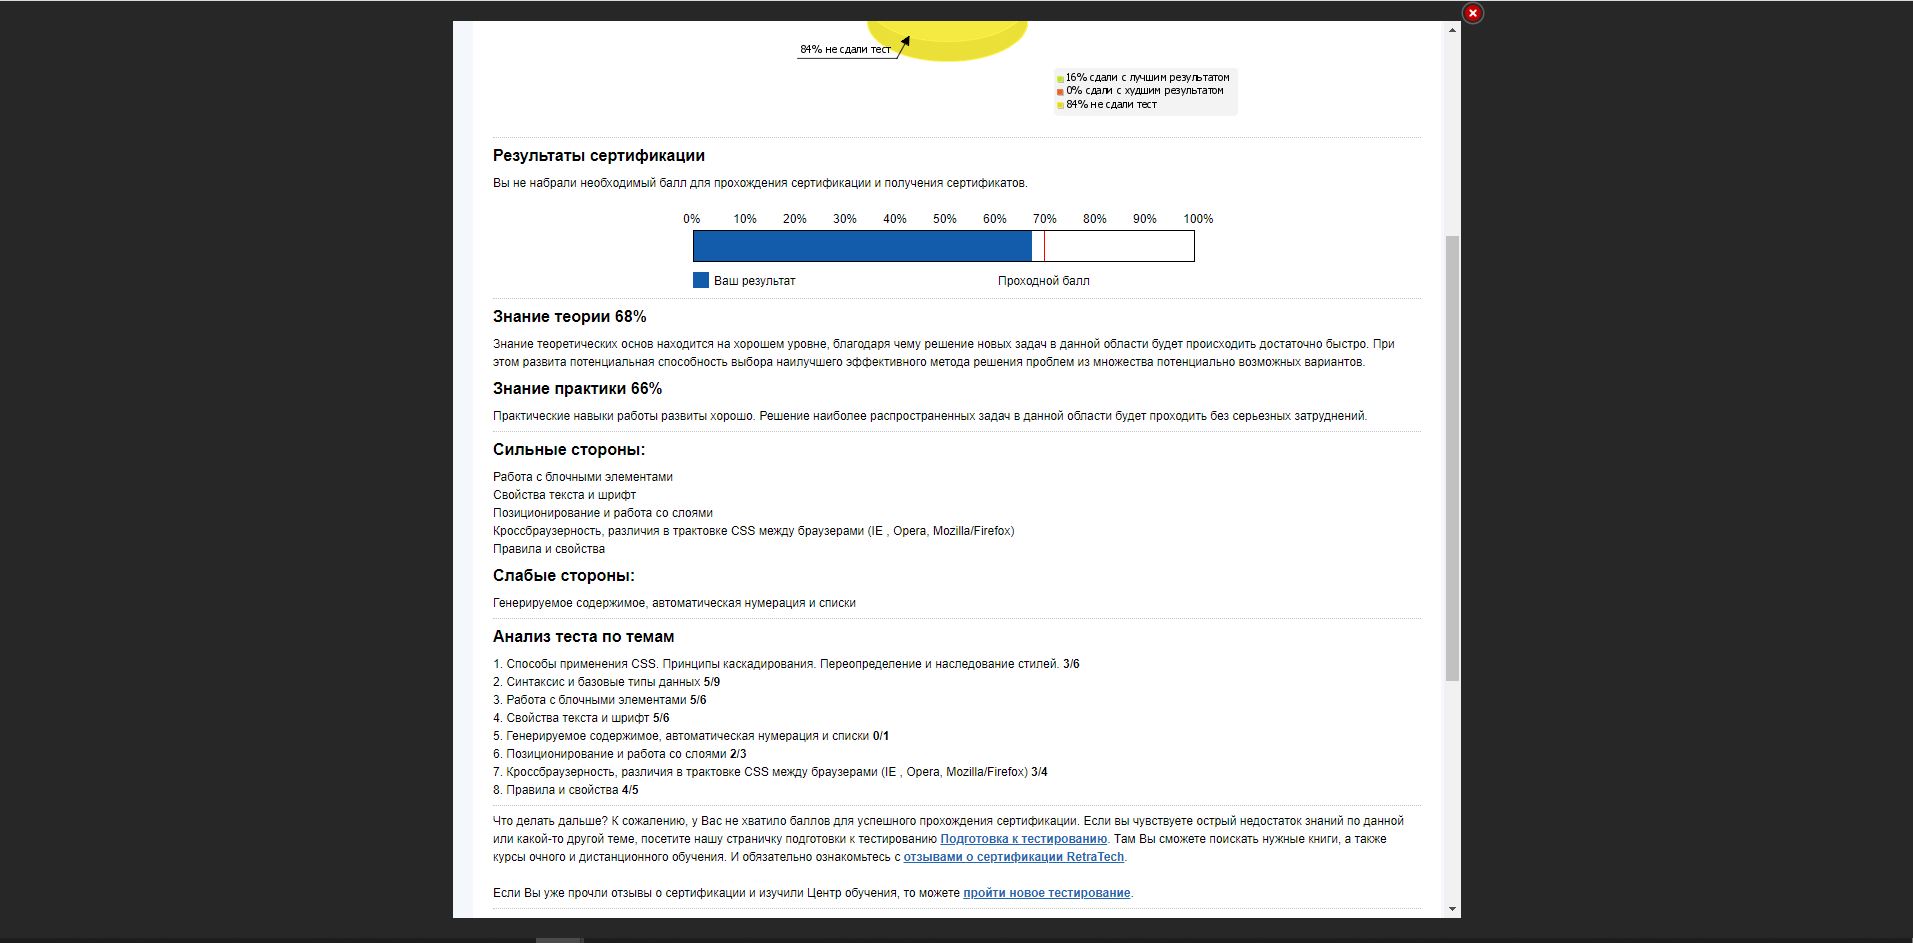 84% не сдали тест
16% сдали с лучшим результатом
0% сдали с худшим результатом
84% не сдали тест
Результаты сертификации
Вы не набрали необходимый балл для прохождения сертификации и получения сертификатов.
0% 10% 20% 30% 40% 50% 60% 70% 80% 90% 100%
Ваш результат Проходной балл
Знание теории 68%
Знание теоретических основ находится на хорошем уровне, благодаря чему решение новых задач в данной области будет происходить достаточно быстро. При
этом развита потенциальная способность выбора наилучшего эффективного метода решения проблем из множества потенциально возможных вариантов.
Знание практики 66%
Практические навыки работы развиты хорошо. Решение наиболее распространенных задач в данной области будет проходить без серьезных затруднений.
Сильные стороны:
Работа с блочными элементами
Свойства текста и шрифт
Позиционирование и работа со слоями
Кроссбраузерность, различия в трактовке CSS между браузерами (IE , Opera, Mozilla/Firefox)
Правила и свойства
Слабые стороны:
Генерируемое содержимое, автоматическая нумерация и списки
Анализ теста по темам
1. Способы применения CSS. Принципы каскадирования. Переопределение и наследование стилей. 3/6
2. Синтаксис и базовые типы данных 5/9
3. Работа с блочными элементами 5/6
4. Свойства текста и шрифт 5/6
5. Генерируемое содержимое, автоматическая нумерация и списки 0/1
6. Позиционирование и работа со слоями 2/3
7. Кроссбраузерность, различия в трактовке CSS между браузерами (IE , Opera, Mozilla/Firefox) 3/4
8. Правила и свойства 4/5
Что делать дальше? К сожалению, у Вас не хватило баллов для успешного прохождения сертификации. Если вы чувствуете острый недостаток знаний по данной
или какой-то другой теме, посетите нашу страничку подготовки к тестированию Подготовка к тестированию. Там Вы сможете поискать нужные книги, а также
курсы очного и дистанционного обучения. И обязательно ознакомьтесь с отзывами о сертификации RetraTech.
Если Вы уже прочли отзывы о сертификации и изучили Центр обучения, то можете пройти новое тестирование.